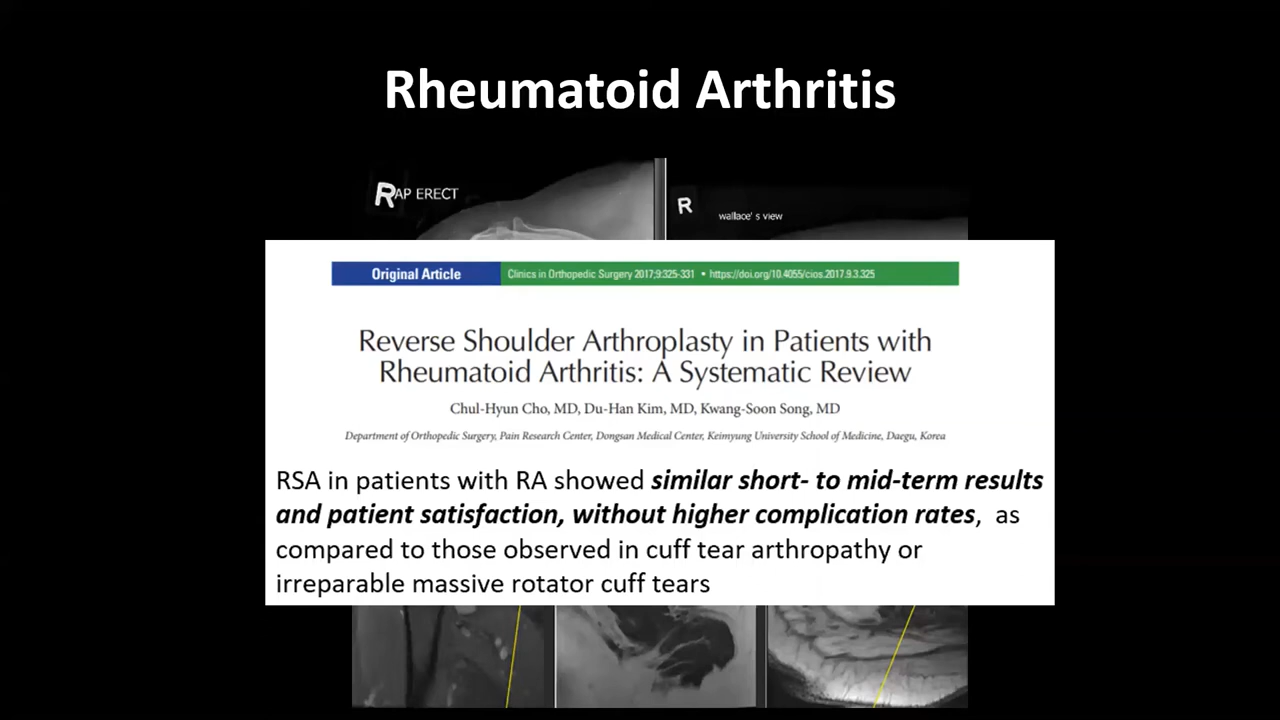 Rheumatoid Arthritis
R AP ERECT
R
wallace' s view
Original Article
Clinics in Orthopedic Surgery 2017;9:325-331 • https://doi.org/10.4055/cios.2017.9.3.325
Reverse Shoulder Arthroplasty in Patients with
Rheumatoid Arthritis: A Systematic Review
Chul-Hyun Cho, MD, Du-Han Kim, MD, Kwang-Soon Song, MD
Department of Orthopedic Surgery, Pain Research Center, Dongsan Medical Center, Keimyung University School of Medicine, Daegu, Korea
RSA in patients with RA showed similar short- to mid-term results
and patient satisfaction, without higher complication rates, as
compared to those observed in cuff tear arthropathy or
irreparable massive rotator cuff tears